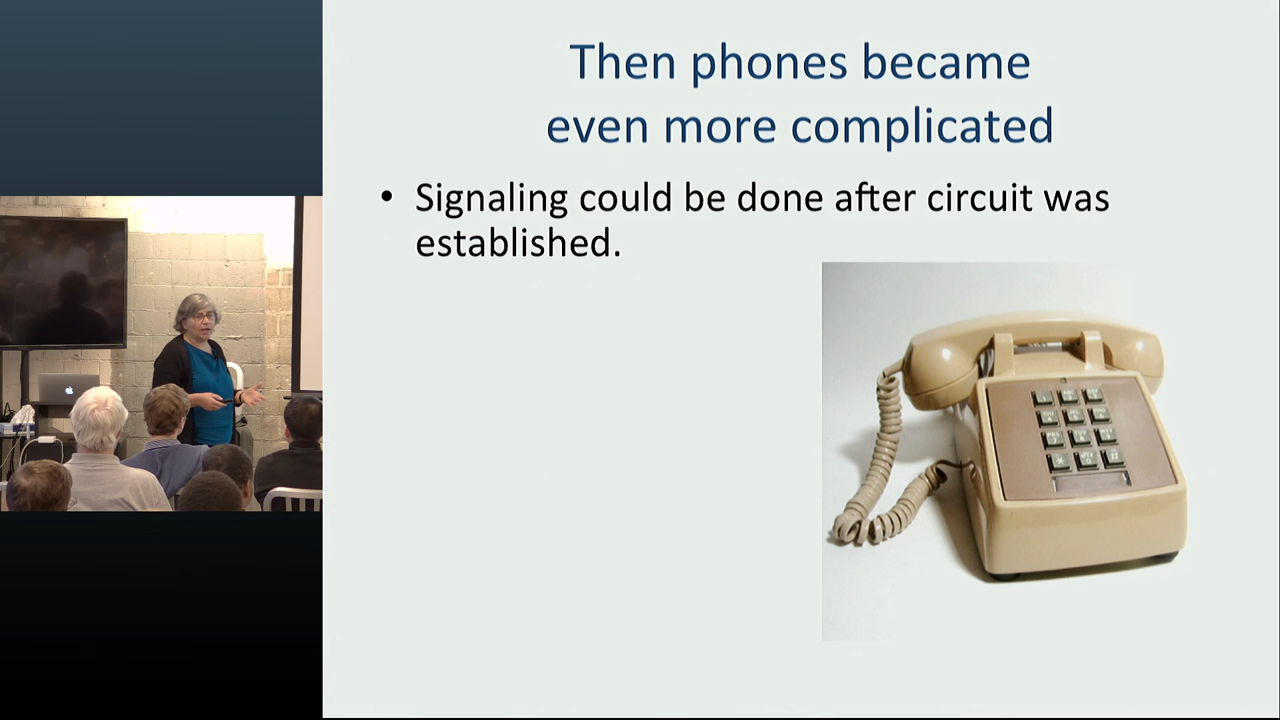 Then phones became
even more complicated
• Signaling could be done after circuit was
established.